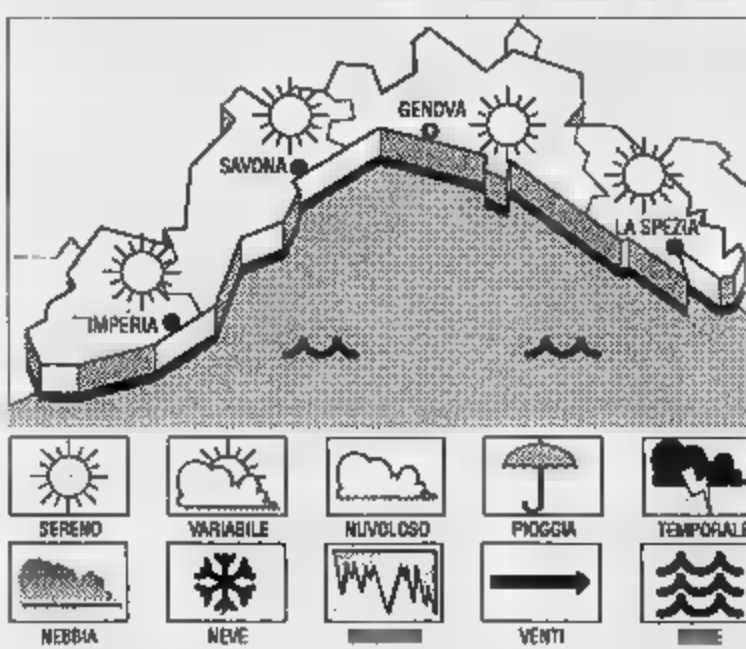 GENOVA
SAVONA
LA SPEZIA
IMPERIA
SERENO VARIABILE NUVOLOSO PIOGGIA TEMPORALE
NEBBIA NEVE VENTI